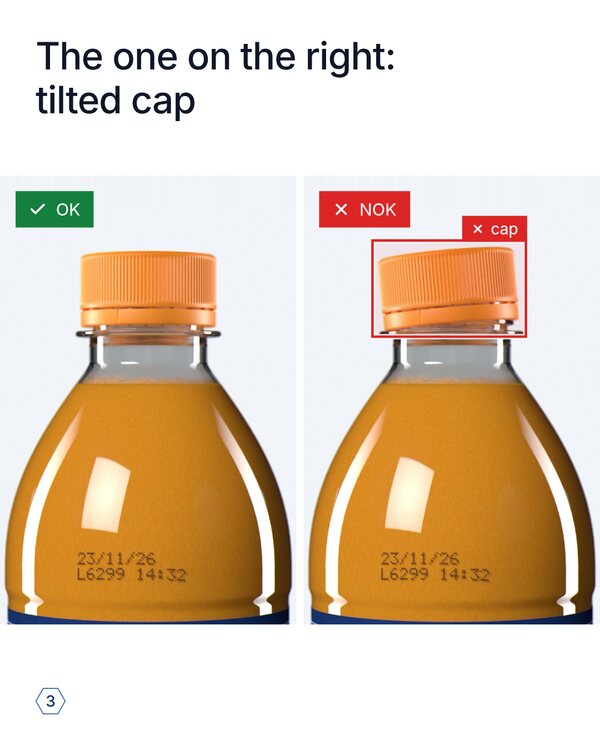 The one on the right:
tilted cap
OK
NOK
cap
23/11/26
L6299 14:32
23/11/26
L6299 14:32
3